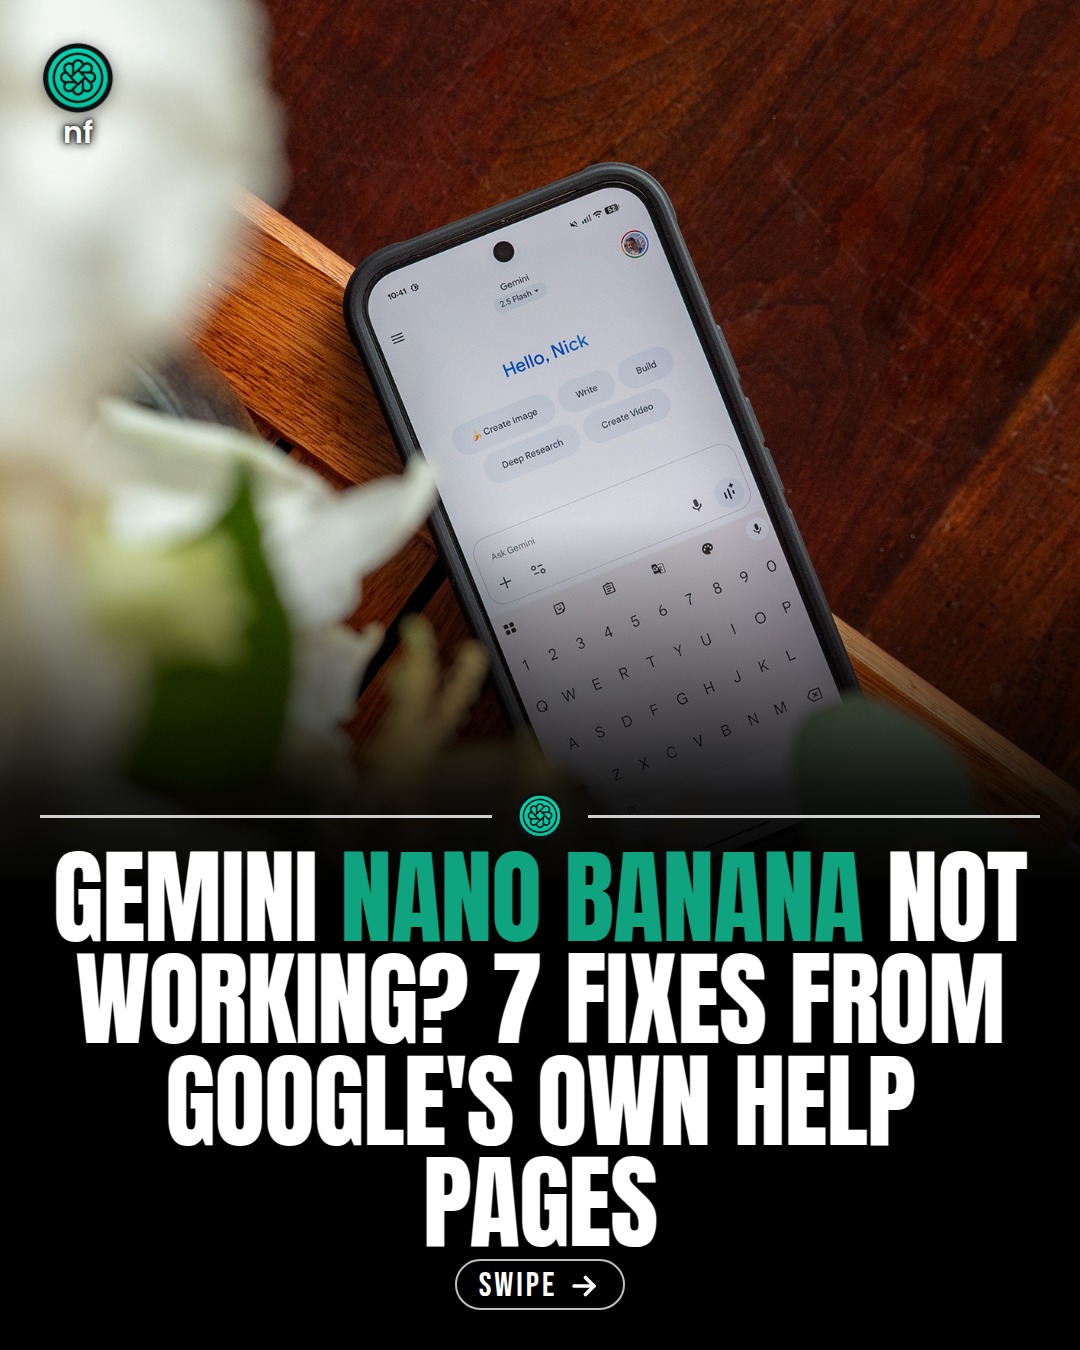 nf
10:41
52
Gemini
2.5 Flash
Hello, Nick
Create Image
Write
Build
Deep Research
Create Video
Ask Gemini
1 2 3 4 5 6 7 8 9 0
Q W E R T Y U I O P
A S D F G H J K L
Z X C V B N M
GEMINI NANO BANANA NOT
WORKING? 7 FIXES FROM
GOOGLE'S OWN HELP
PAGES
SWIPE →